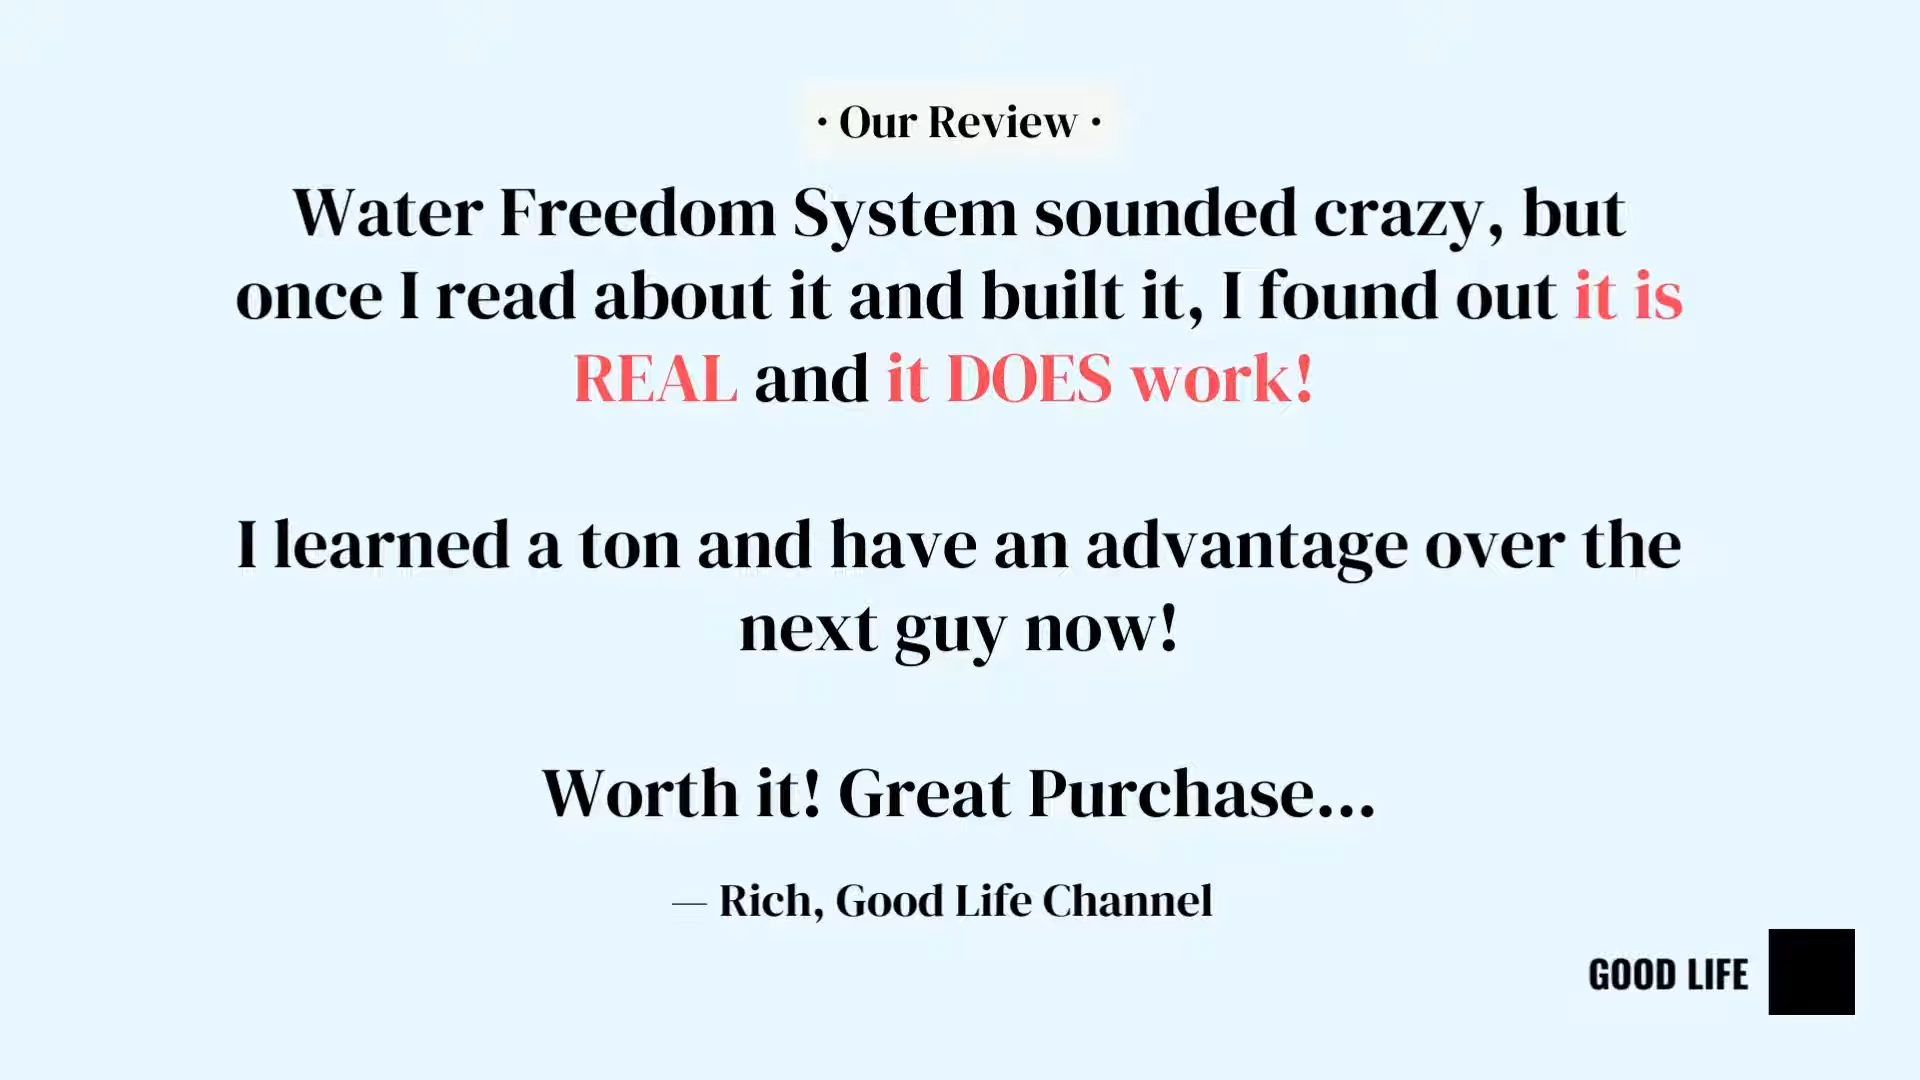 · Our Review ·
Water Freedom System sounded crazy, but
once I read about it and built it, I found out it is
REAL and it DOES work!
I learned a ton and have an advantage over the
next guy now!
Worth it! Great Purchase...
— Rich, Good Life Channel
GOOD LIFE